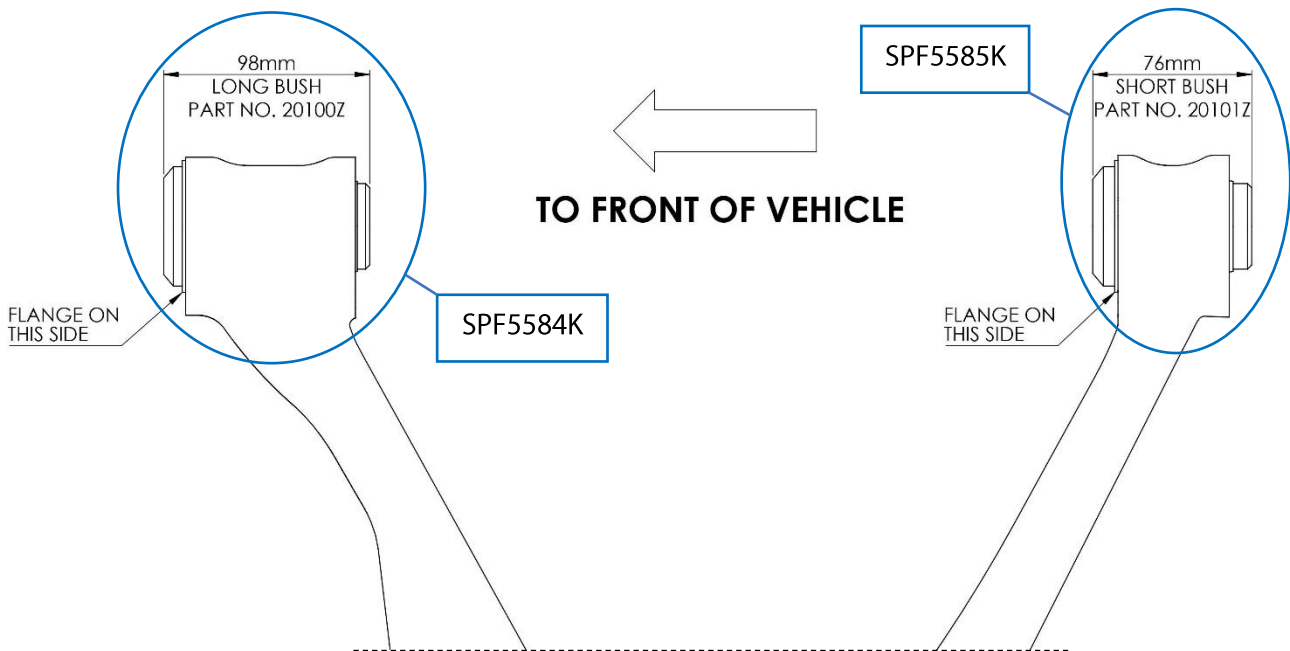 98mm
LONG BUSH
PART NO. 20100Z
SPF5585K
76mm
SHORT BUSH
PART NO. 20101Z
TO FRONT OF VEHICLE
FLANGE ON
THIS SIDE
SPF5584K
FLANGE ON
THIS SIDE